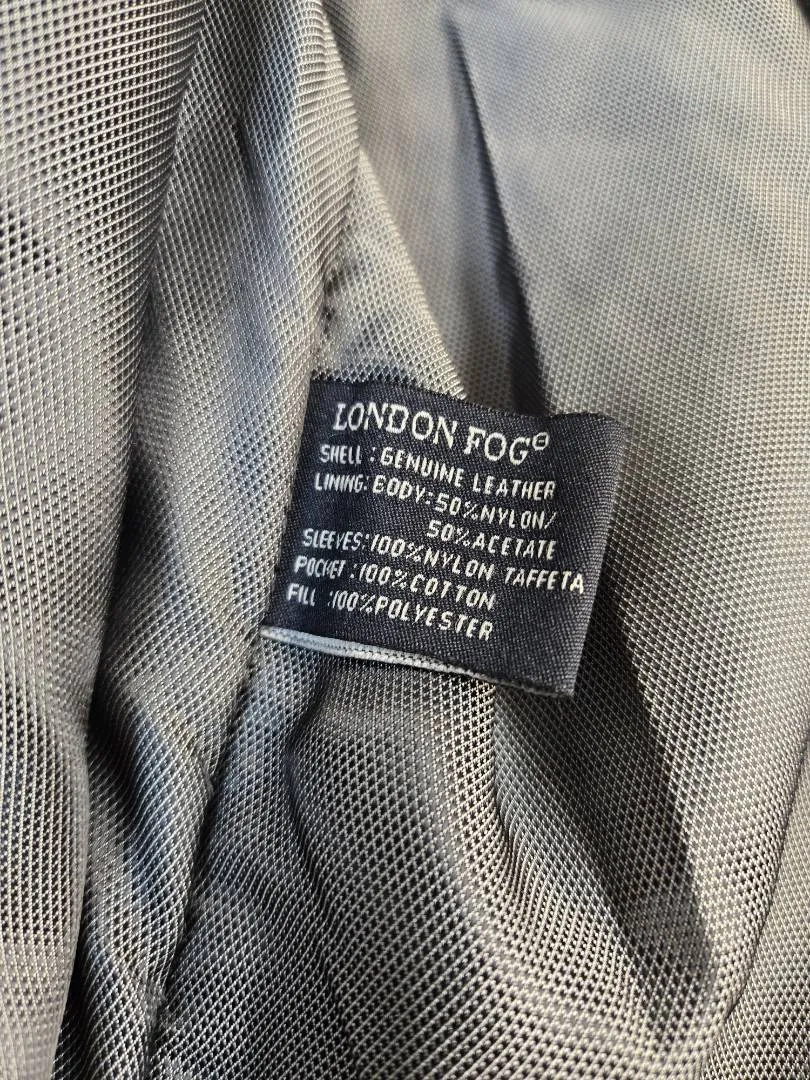 LONDON FOG®
SHELL : GENUINE LEATHER
LINING: BODY: 50% NYLON/
50% ACETATE
SLEEVES: 100% NYLON TAFFETA
POCKET : 100% COTTON
FILL : 100% POLYESTER